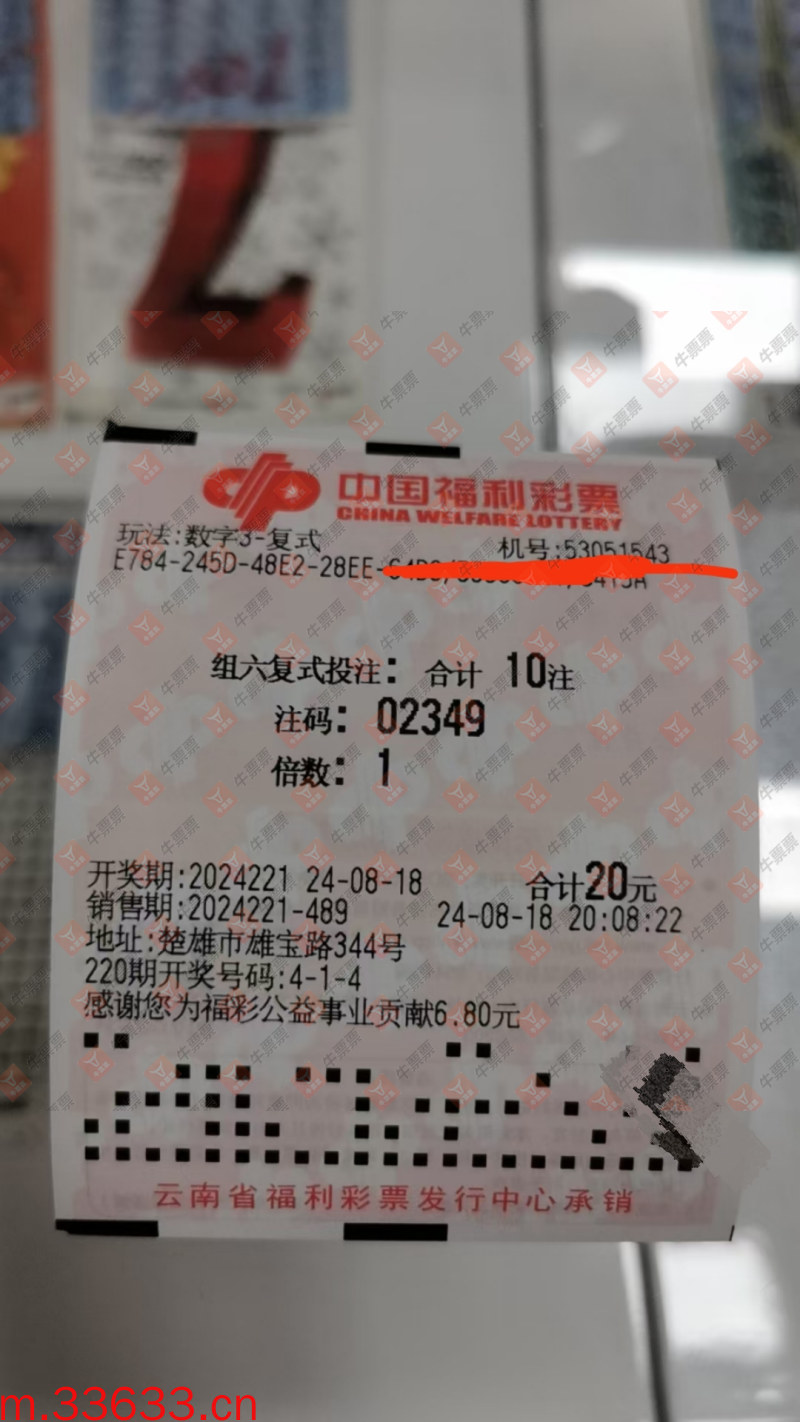 中国福利彩票
CHINA WELFARE LOTTERY
玩法:数字3-复式 机号:53051543
E784-245D-48E2-28EE-
组六复式投注: 合计 10注
注码: 02349
倍数: 1
开奖期:2024221 24-08-18 合计20元
销售期:2024221-489 24-08-18 20:08:22
地址:楚雄市雄宝路344号
220期开奖号码:4-1-4
感谢您为福彩公益事业贡献6.80元
云南省福利彩票发行中心承销
牛票票
m.33633.cn